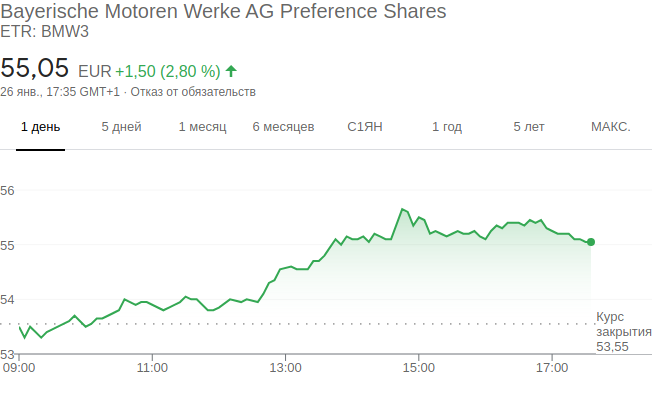 Bayerische Motoren Werke AG Preference Shares
ETR: BMW3
55,05 EUR +1,50 (2,80 %)
26 янв., 17:35 GMT+1 · Отказ от обязательств
1 день 5 дней 1 месяц 6 месяцев С1ЯН 1 год 5 лет МАКС.
56
55
54
Курс
закрытия
53,55
53
09:00 11:00 13:00 15:00 17:00